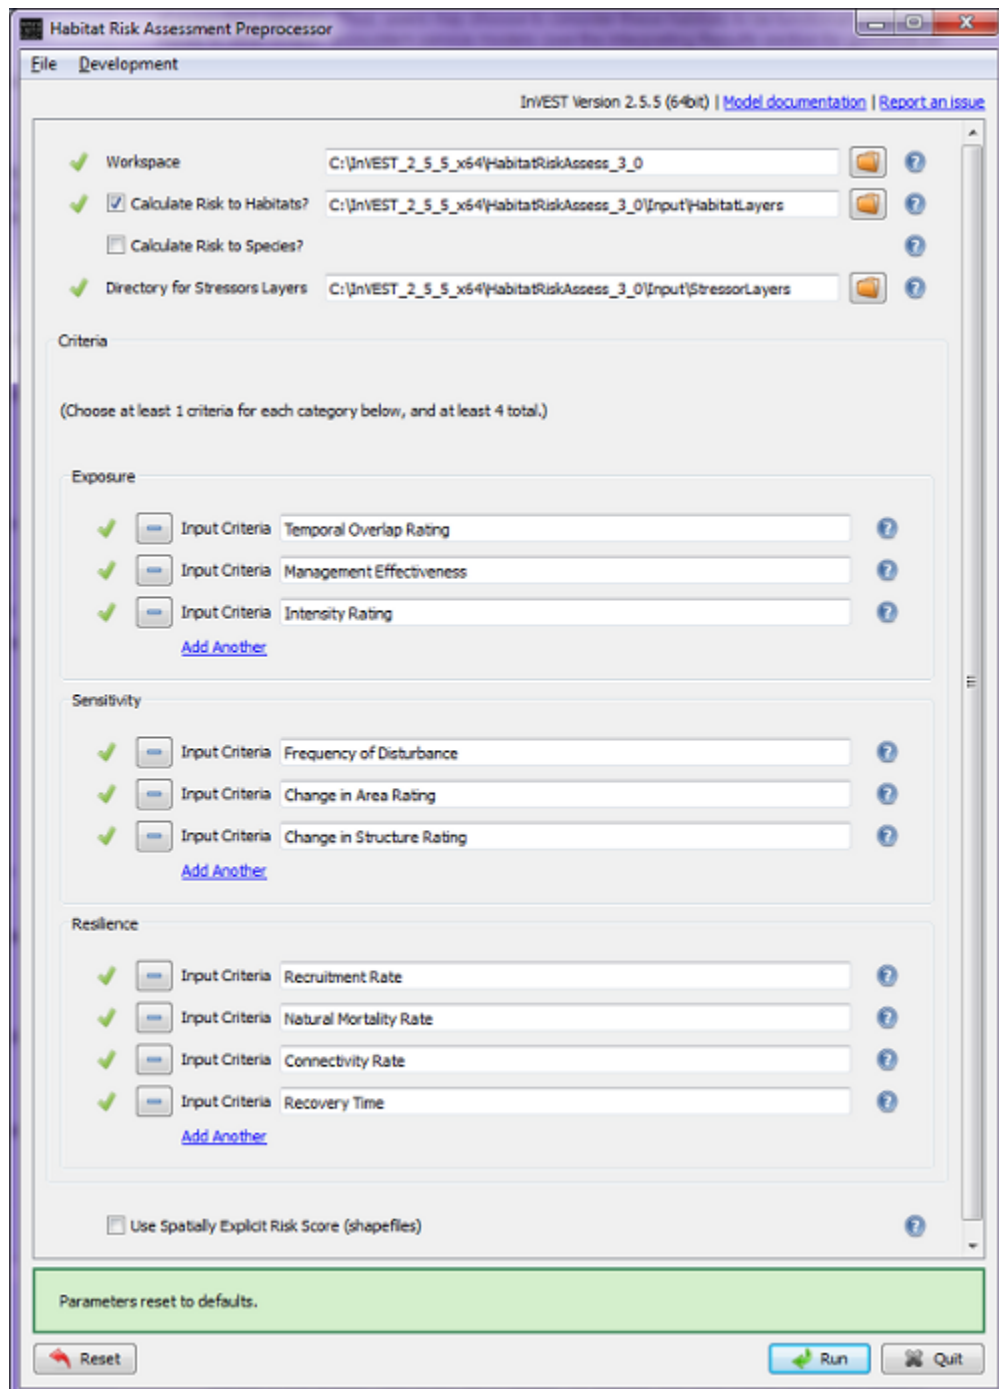 Habitat Risk Assessment Preprocessor
File Development
InVEST Version 2.5.5 (64bit) | Model documentation | Report an issue
Workspace C:\InVEST_2_5_5_x64\HabitatRiskAssess_3_0
Calculate Risk to Habitats? C:\InVEST_2_5_5_x64\HabitatRiskAssess_3_0\Input\HabitatLayers
Calculate Risk to Species?
Directory for Stressors Layers C:\InVEST_2_5_5_x64\HabitatRiskAssess_3_0\Input\StressorLayers
Criteria
(Choose at least 1 criteria for each category below, and at least 4 total.)
Exposure
Input Criteria Temporal Overlap Rating
Input Criteria Management Effectiveness
Input Criteria Intensity Rating
Add Another
Sensitivity
Input Criteria Frequency of Disturbance
Input Criteria Change in Area Rating
Input Criteria Change in Structure Rating
Add Another
Resilience
Input Criteria Recruitment Rate
Input Criteria Natural Mortality Rate
Input Criteria Connectivity Rate
Input Criteria Recovery Time
Add Another
Use Spatially Explicit Risk Score (shapefiles)
Parameters reset to defaults.
Reset Run Quit